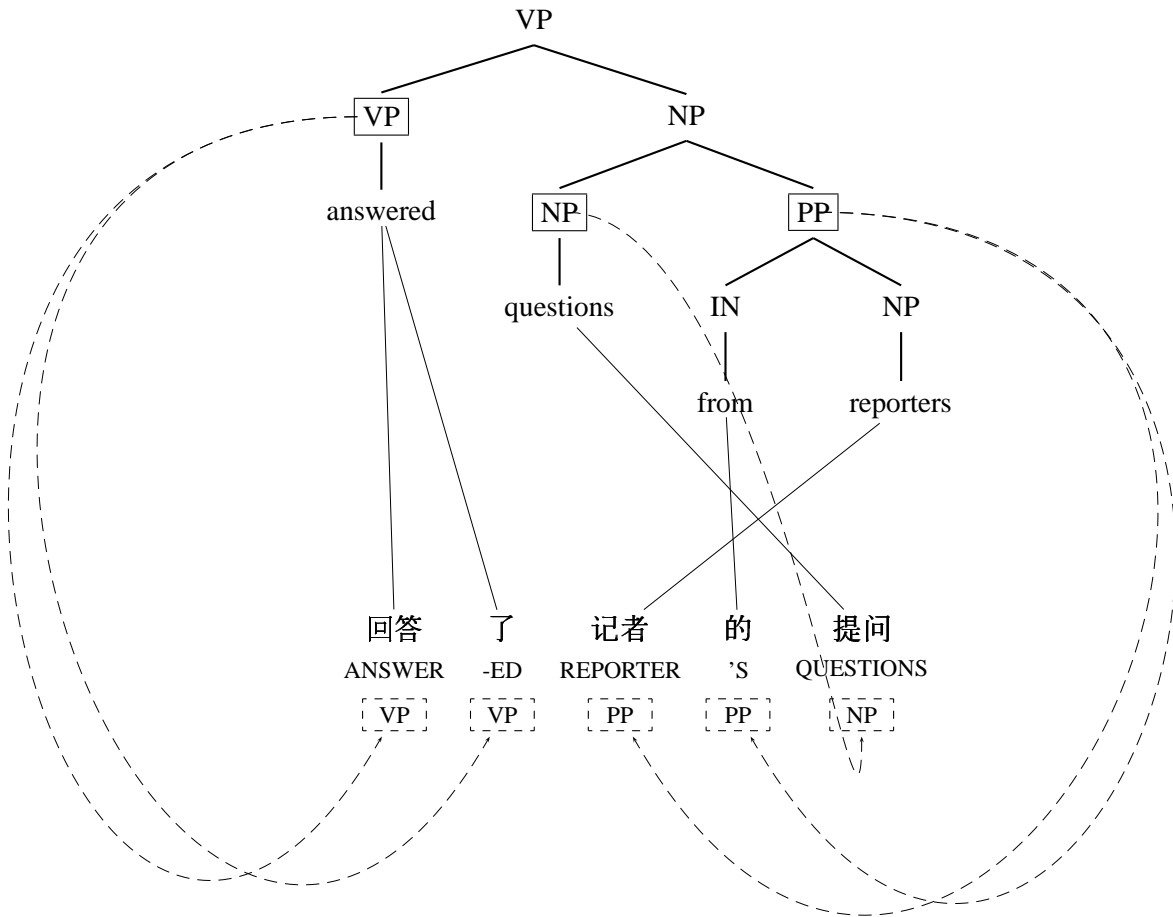 VP
VP NP
answered NP PP
questions IN NP
from reporters
回答 了 记者 的 提问
ANSWER -ED REPORTER 'S QUESTIONS
VP VP PP PP NP